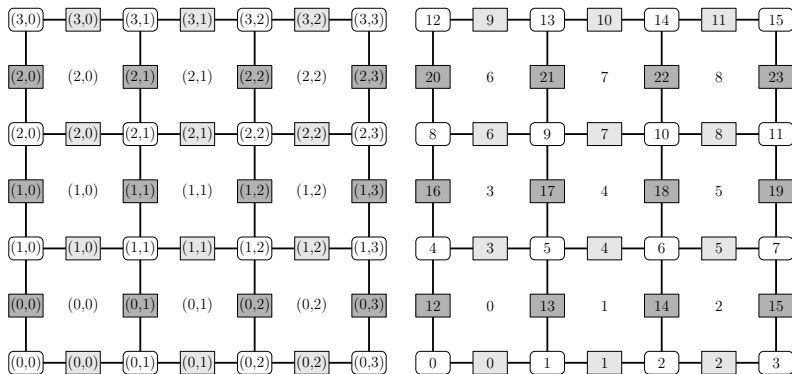 (3,0) (3,0) (3,1) (3,1) (3,2) (3,2) (3,3) 12 9 13 10 14 11 15
(2,0) (2,0) (2,1) (2,1) (2,2) (2,2) (2,3) 20 6 21 7 22 8 23
(2,0) (2,0) (2,1) (2,1) (2,2) (2,2) (2,3) 8 6 9 7 10 8 11
(1,0) (1,0) (1,1) (1,1) (1,2) (1,2) (1,3) 16 3 17 4 18 5 19
(1,0) (1,0) (1,1) (1,1) (1,2) (1,2) (1,3) 4 3 5 4 6 5 7
(0,0) (0,0) (0,1) (0,1) (0,2) (0,2) (0,3) 12 0 13 1 14 2 15
(0,0) (0,0) (0,1) (0,1) (0,2) (0,2) (0,3) 0 0 1 1 2 2 3